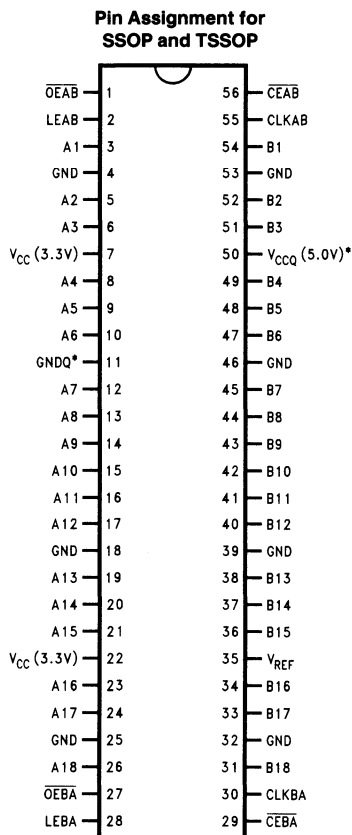 Pin Assignment for
SSOP and TSSOP
OEAB 1 56 CEAB
LEAB 2 55 CLKAB
A1 3 54 B1
GND 4 53 GND
A2 5 52 B2
A3 6 51 B3
VCC (3.3V) 7 50 VCCQ (5.0V)*
A4 8 49 B4
A5 9 48 B5
A6 10 47 B6
GNDQ* 11 46 GND
A7 12 45 B7
A8 13 44 B8
A9 14 43 B9
A10 15 42 B10
A11 16 41 B11
A12 17 40 B12
GND 18 39 GND
A13 19 38 B13
A14 20 37 B14
A15 21 36 B15
VCC (3.3V) 22 35 VREF
A16 23 34 B16
A17 24 33 B17
GND 25 32 GND
A18 26 31 B18
OEBA 27 30 CLKBA
LEBA 28 29 CEBA